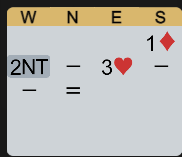 W N E S
1♦
2NT – 3♥ –
– =